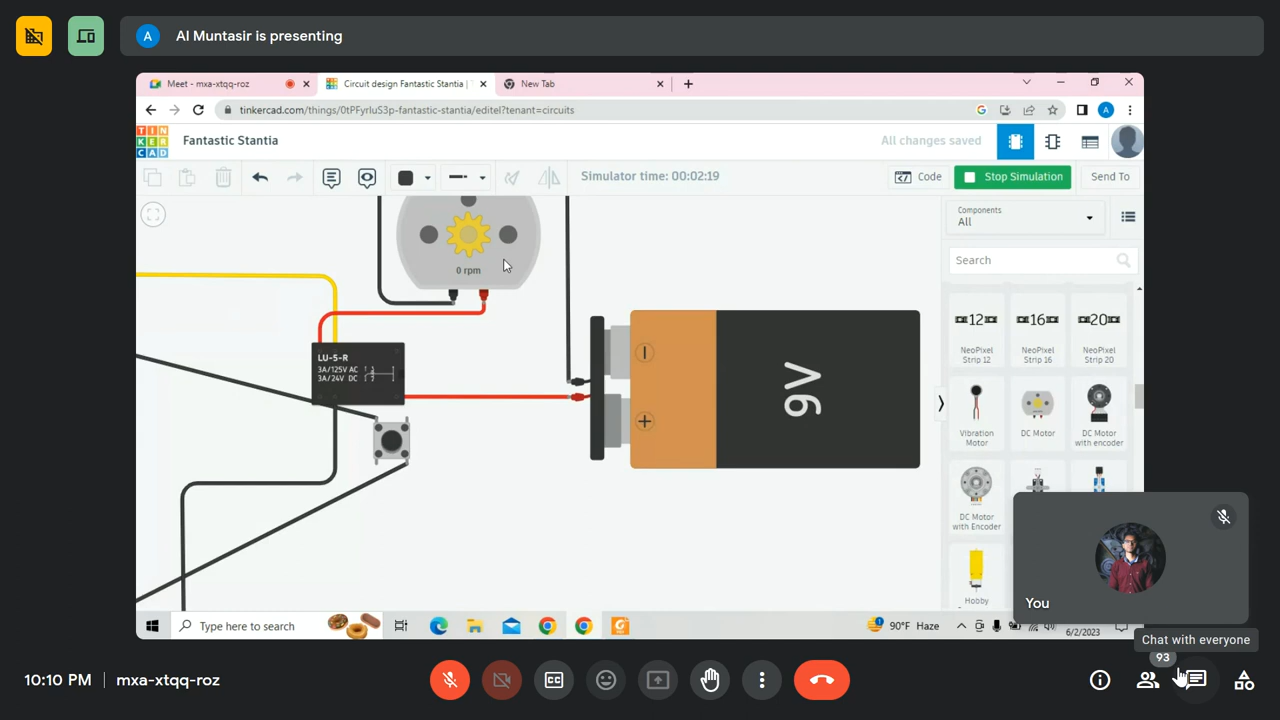 A
Al Muntasir is presenting
Meet - mxa-xtqq-roz
Circuit design Fantastic Stantia |
New Tab
tinkercad.com/things/0tPFyrluS3p-fantastic-stantia/editel?tenant=circuits
A
TIN
KER
CAD
Fantastic Stantia
All changes saved
Simulator time: 00:02:19
Code
Stop Simulation
Send To
Components
All
Search
0 rpm
LU-5-R
3A/125V AC
3A/24V DC
9V
12
16
20
NeoPixel Strip 12
NeoPixel Strip 16
NeoPixel Strip 20
Vibration Motor
DC Motor
DC Motor with encoder
DC Motor with Encoder
Hobby
You
Type here to search
90°F Haze
6/2/2023
Chat with everyone
93
10:10 PM
mxa-xtqq-roz
CC